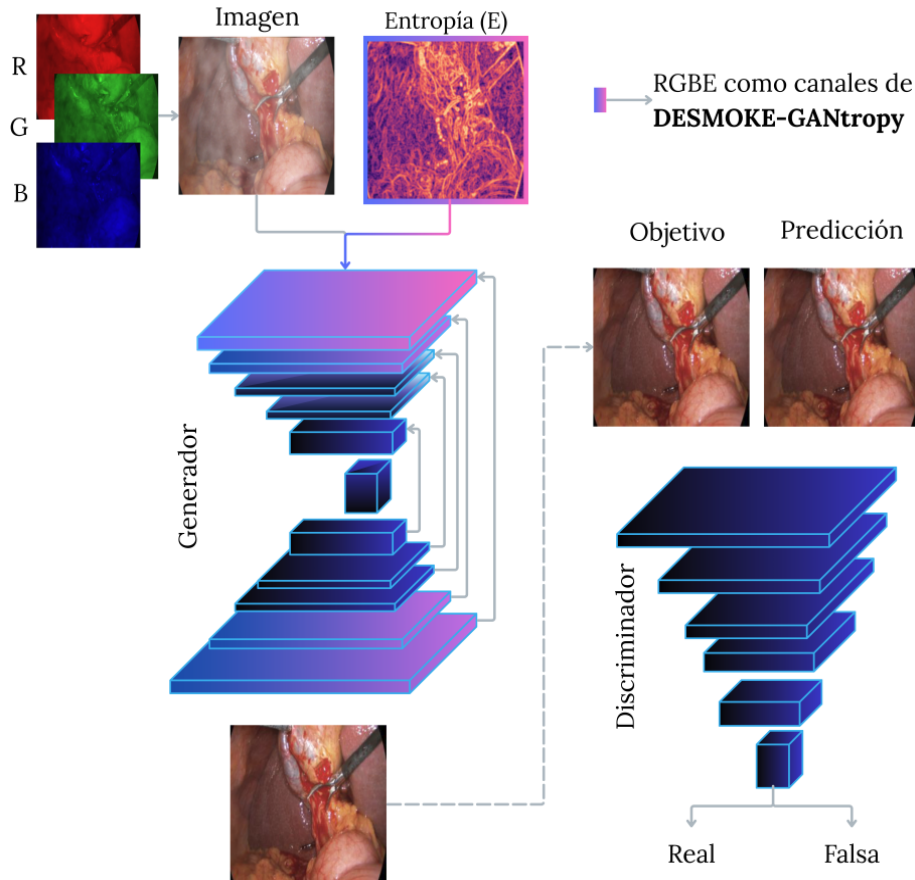 Imagen
Entropía (E)
R
G
B
RGBE como canales de
DESMOKE-GANtropy
Objetivo
Predicción
Generador
Discriminador
Real
Falsa